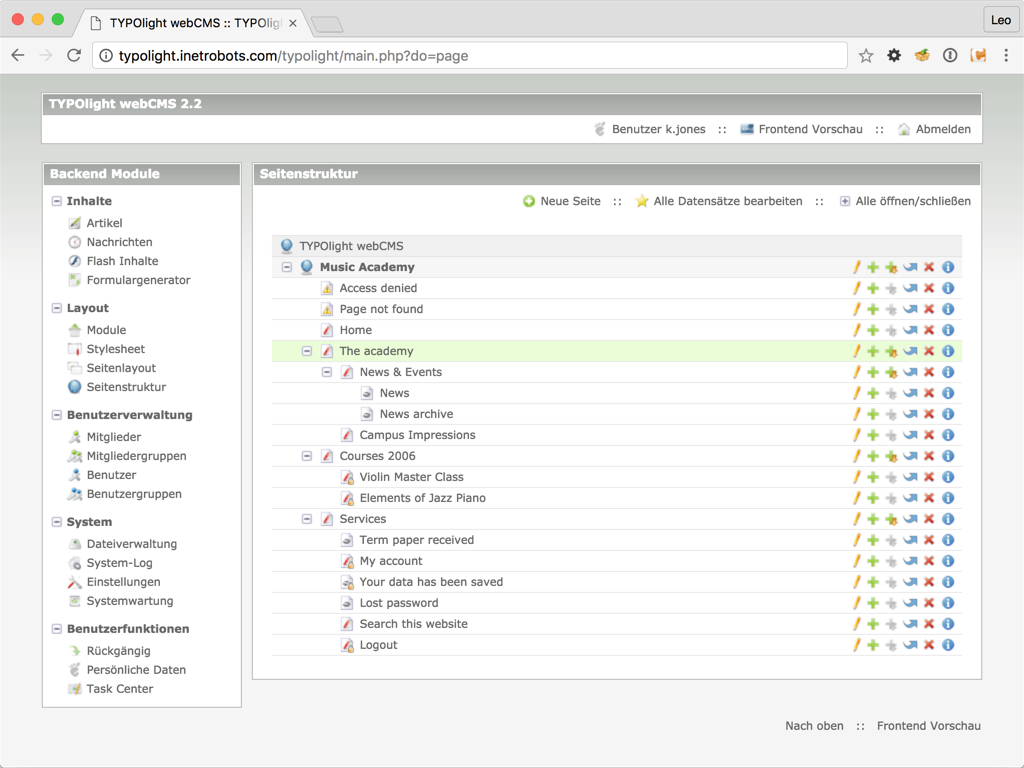 TYPOlight webCMS :: TYPOlig
Leo
typolight.inetrobots.com/typolight/main.php?do=page
TYPOlight webCMS 2.2
Benutzer k.jones :: Frontend Vorschau :: Abmelden
Backend Module
Inhalte
Artikel
Nachrichten
Flash Inhalte
Formulargenerator
Layout
Module
Stylesheet
Seitenlayout
Seitenstruktur
Benutzerverwaltung
Mitglieder
Mitgliedergruppen
Benutzer
Benutzergruppen
System
Dateiverwaltung
System-Log
Einstellungen
Systemwartung
Benutzerfunktionen
Rückgängig
Persönliche Daten
Task Center
Seitenstruktur
Neue Seite :: Alle Datensätze bearbeiten :: Alle öffnen/schließen
TYPOlight webCMS
Music Academy
Access denied
Page not found
Home
The academy
News & Events
News
News archive
Campus Impressions
Courses 2006
Violin Master Class
Elements of Jazz Piano
Services
Term paper received
My account
Your data has been saved
Lost password
Search this website
Logout
Nach oben :: Frontend Vorschau